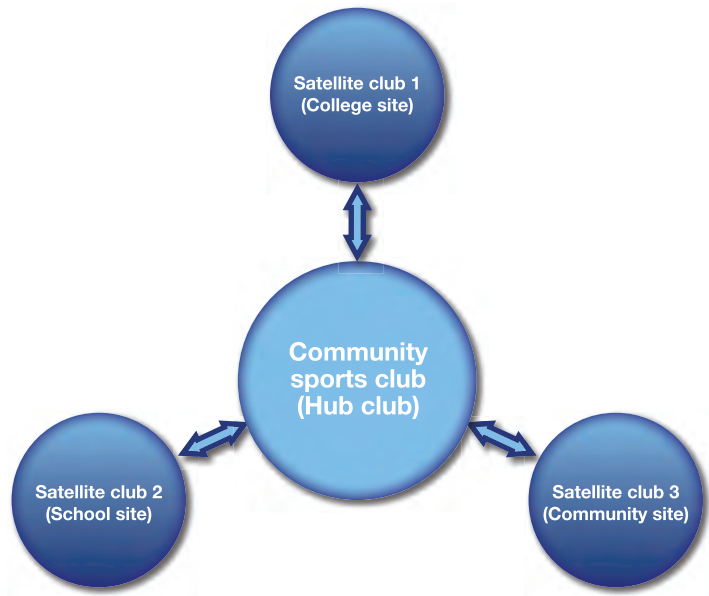 Satellite club 1
(College site)
Community
sports club
(Hub club)
Satellite club 2
(School site)
Satellite club 3
(Community site)